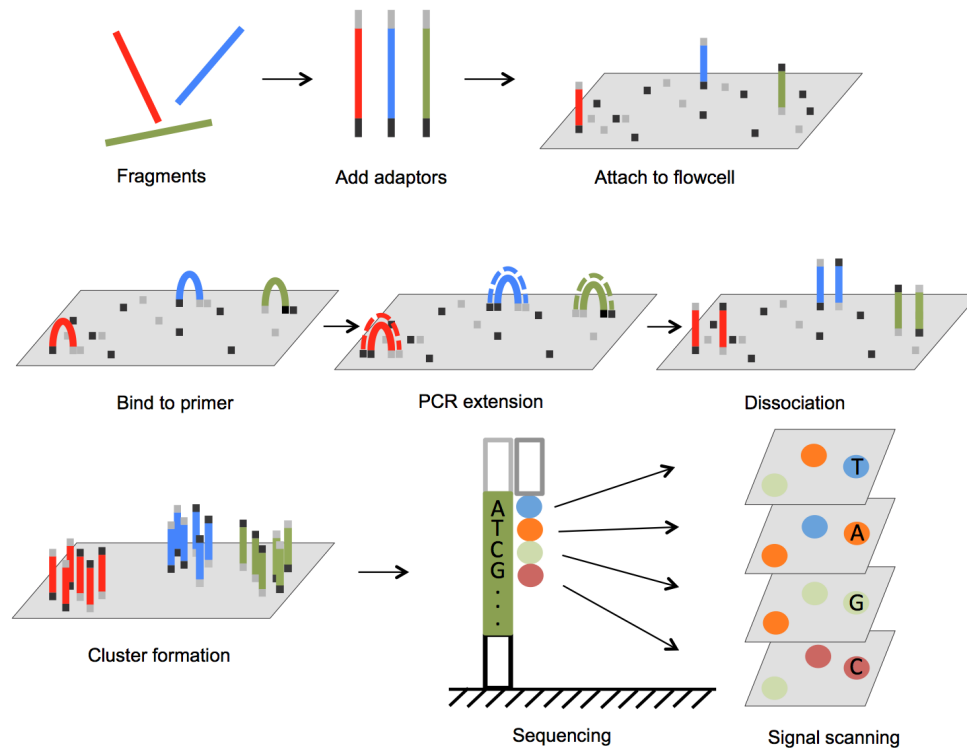 Fragments
Add adaptors
Attach to flowcell
Bind to primer
PCR extension
Dissociation
Cluster formation
A
T
C
G
.
.
.
T
A
G
C
Sequencing
Signal scanning